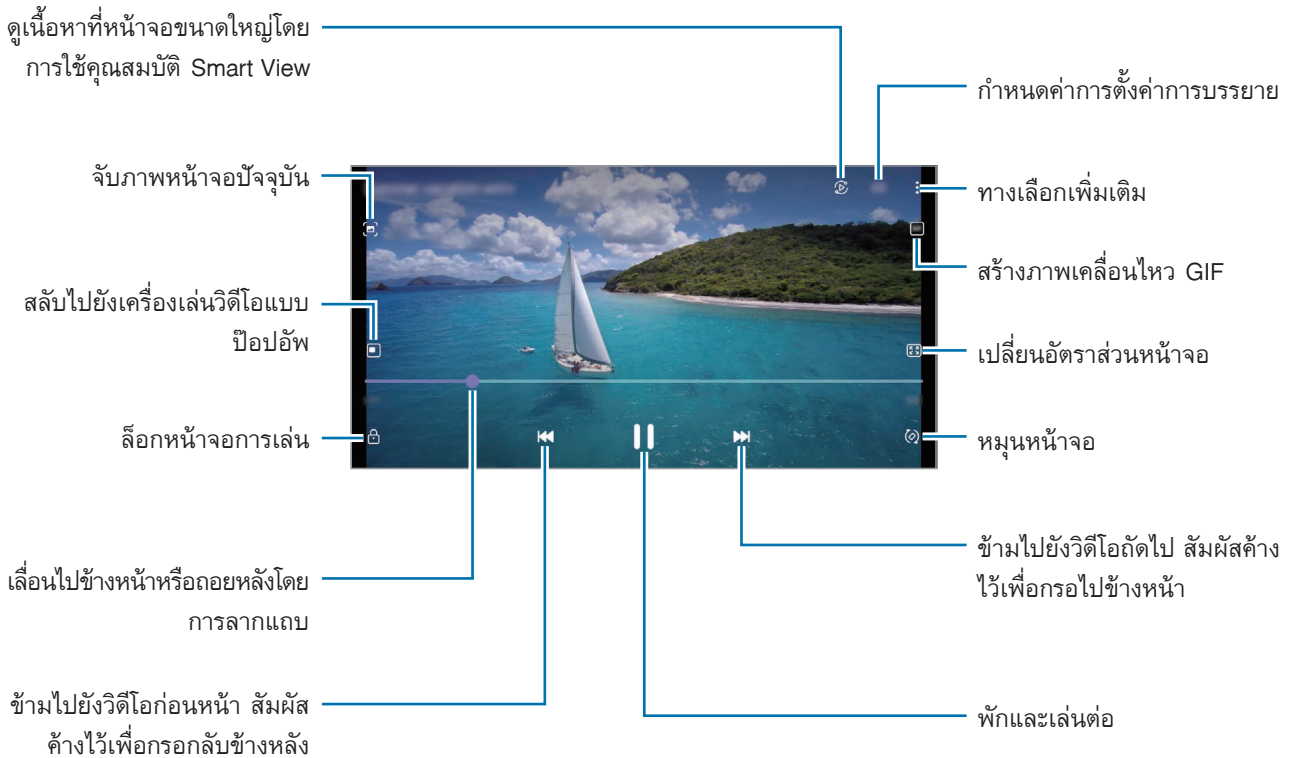 ดูเนื้อหาที่หน้าจอขนาดใหญ่โดย
การใช้คุณสมบัติ Smart View
กำหนดค่าการตั้งค่าการบรรยาย
จับภาพหน้าจอปัจจุบัน
ทางเลือกเพิ่มเติม
สร้างภาพเคลื่อนไหว GIF
สลับไปยังเครื่องเล่นวิดีโอแบบ
ป๊อปอัพ
เปลี่ยนอัตราส่วนหน้าจอ
ล็อกหน้าจอการเล่น
หมุนหน้าจอ
ข้ามไปยังวิดีโอถัดไป สัมผัสค้าง
ไว้เพื่อกรอไปข้างหน้า
เลื่อนไปข้างหน้าหรือถอยหลังโดย
การลากแถบ
ข้ามไปยังวิดีโอก่อนหน้า สัมผัส
ค้างไว้เพื่อกรอกลับข้างหลัง
พักและเล่นต่อ